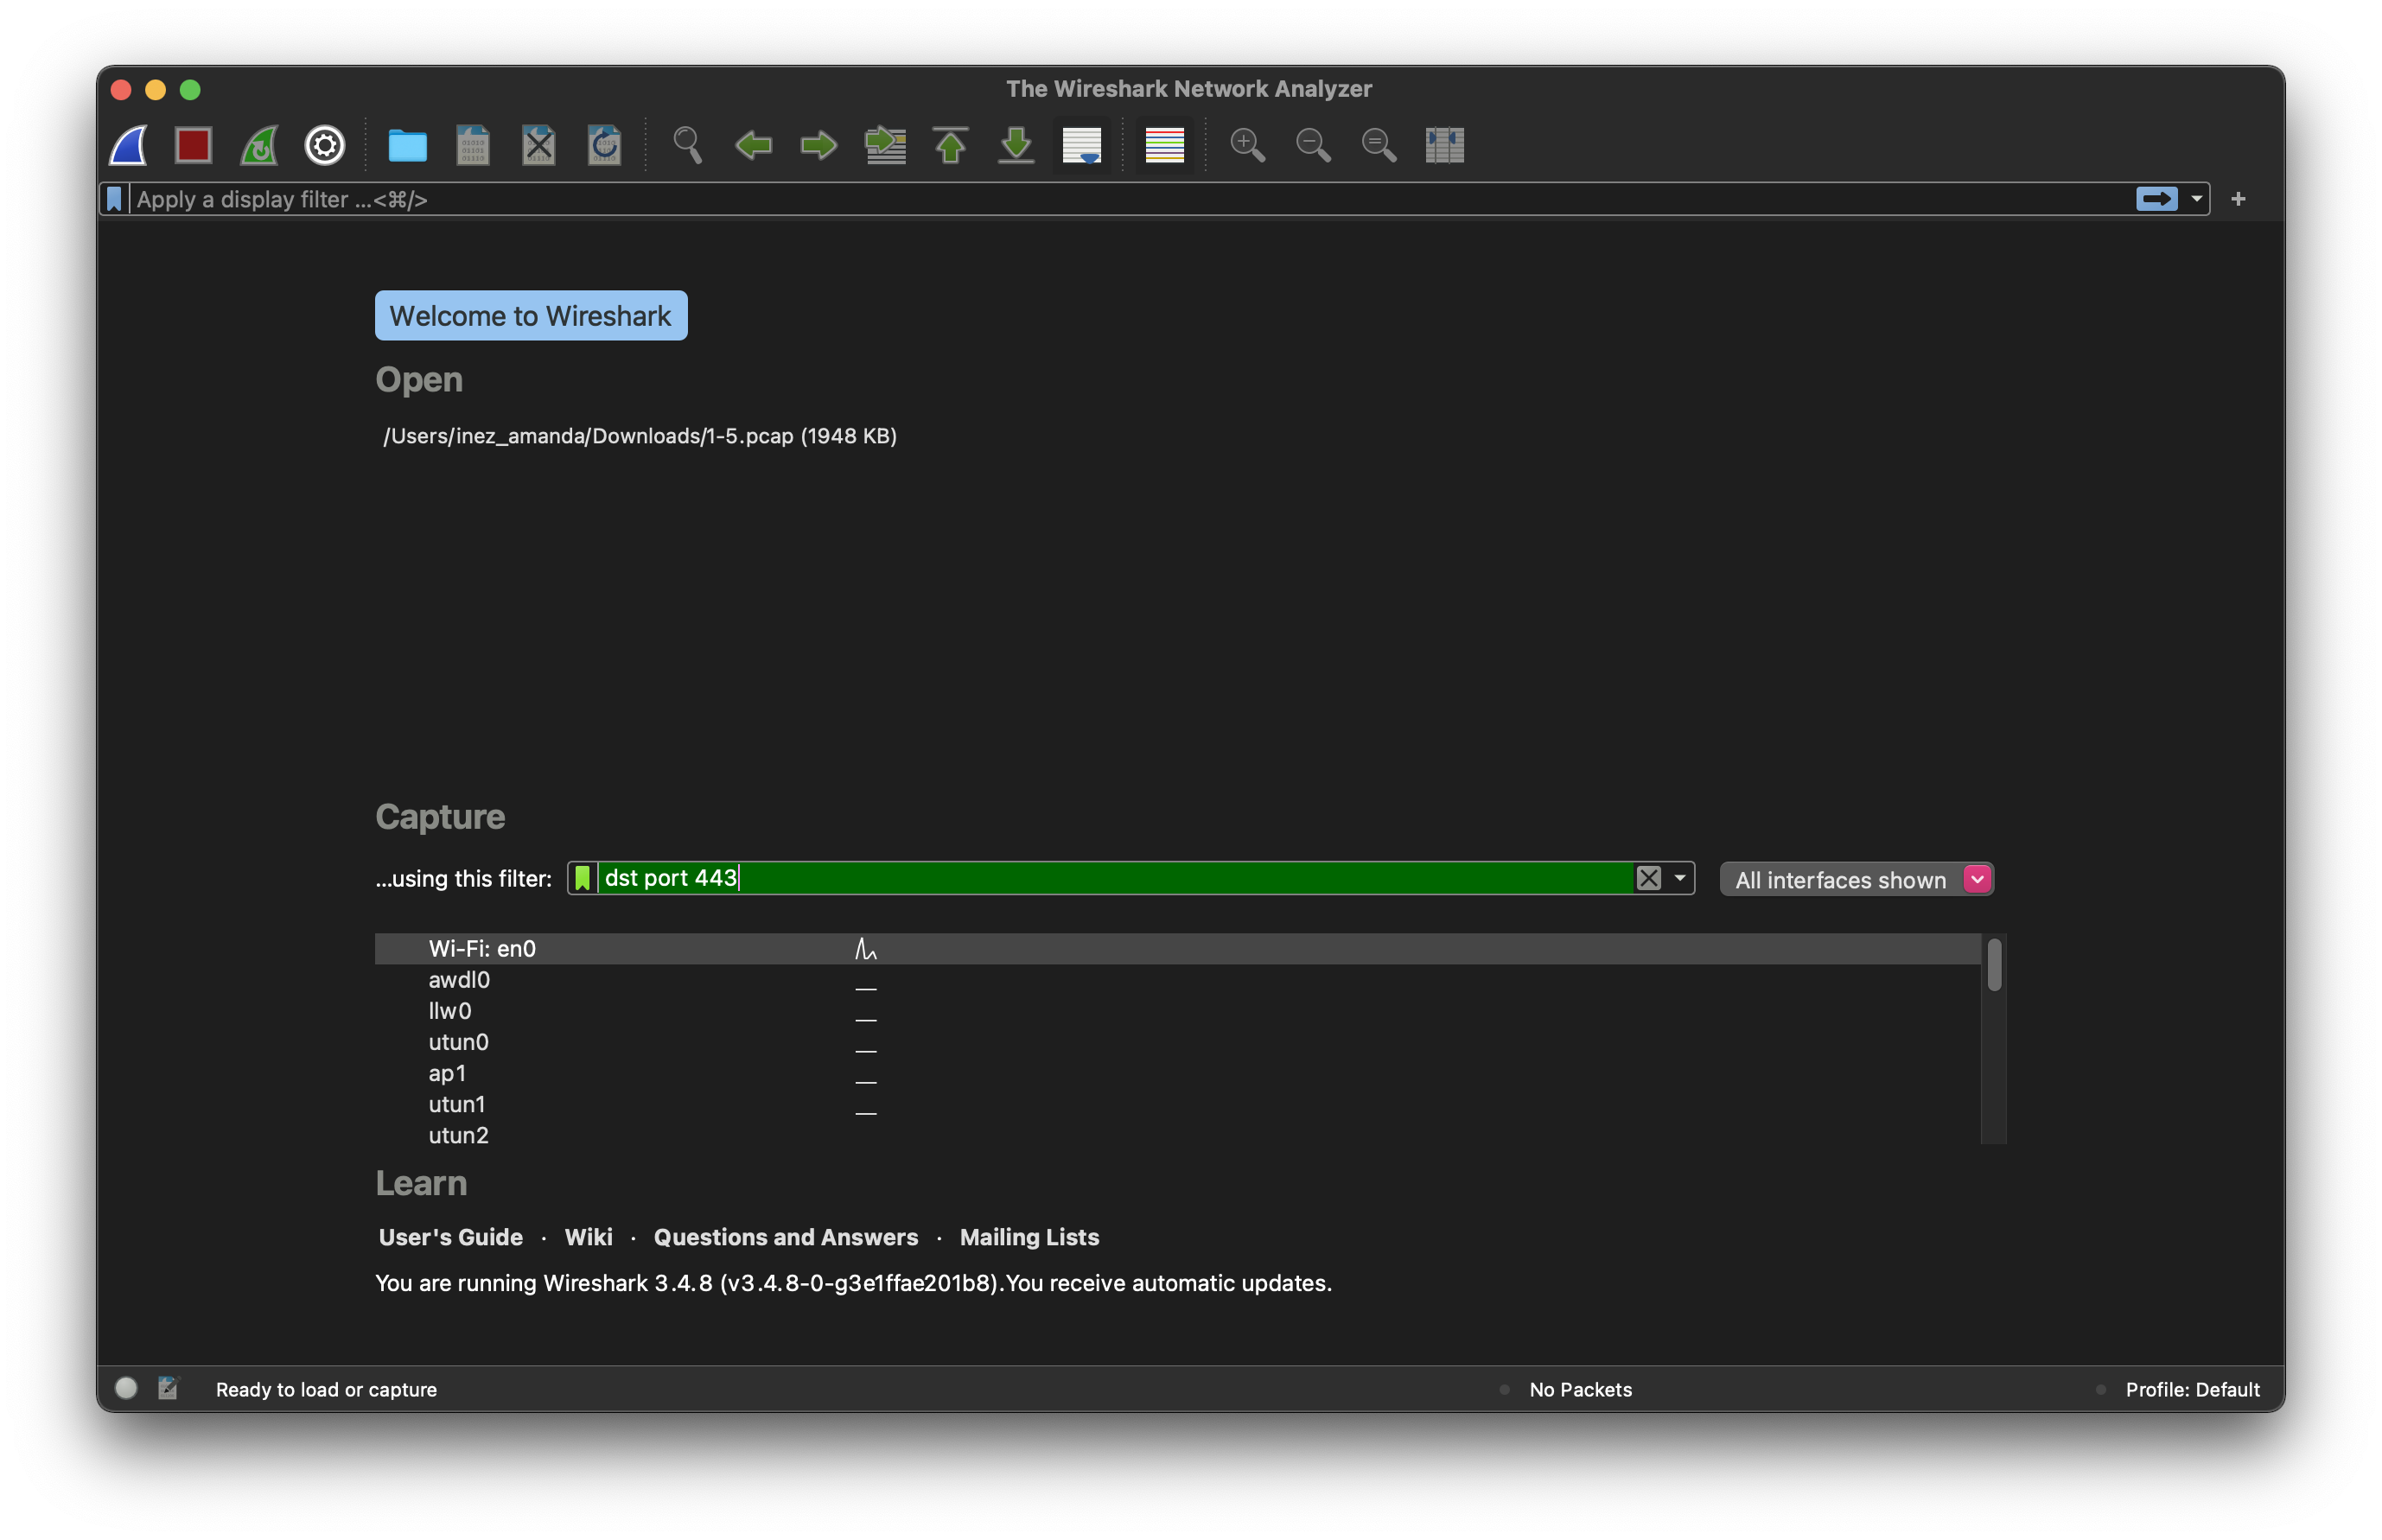 The Wireshark Network Analyzer
Apply a display filter ...<⌘/>
Welcome to Wireshark
Open
/Users/inez_amanda/Downloads/1-5.pcap (1948 KB)
Capture
...using this filter: dst port 443 All interfaces shown
Wi-Fi: en0
awdl0
llw0
utun0
ap1
utun1
utun2
Learn
User's Guide · Wiki · Questions and Answers · Mailing Lists
You are running Wireshark 3.4.8 (v3.4.8-0-g3e1ffae201b8).You receive automatic updates.
Ready to load or capture No Packets Profile: Default